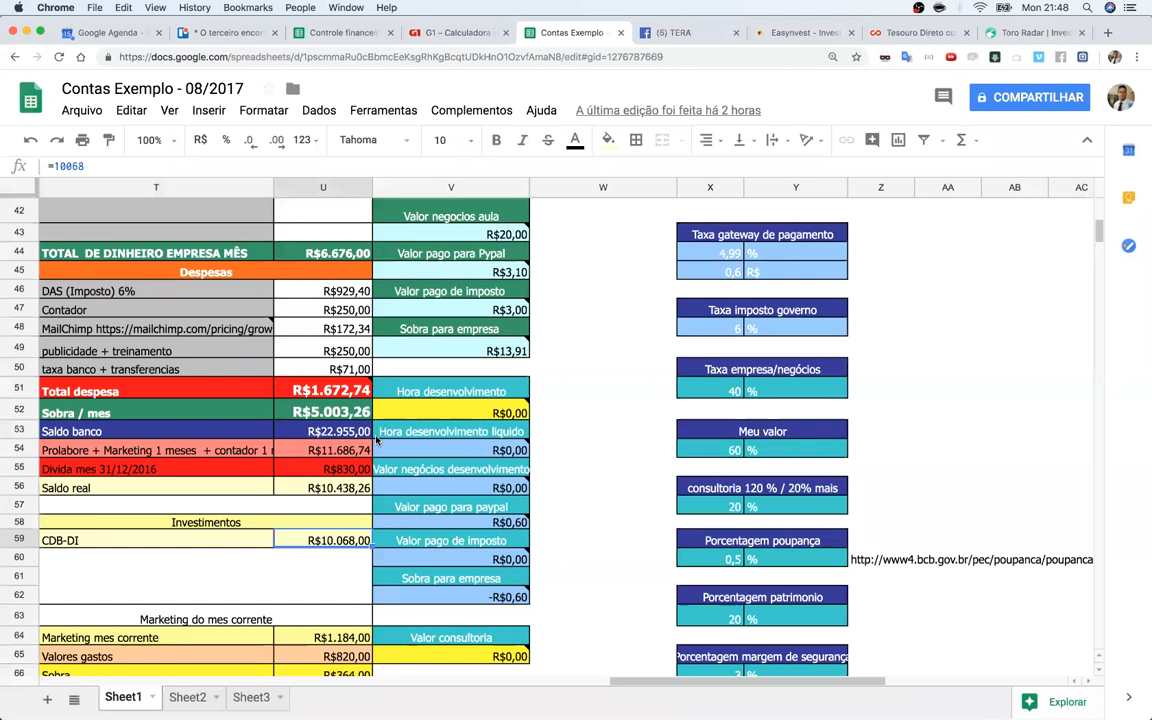 Chrome File Edit View History Bookmarks People Window Help Mon 21:48
Google Agenda - * O terceiro encon Controle financei G1 – Calculadora Contas Exemplo - (5) TERA Easynvest - Inves Tesouro Direto co Toro Radar | Inves
https://docs.google.com/spreadsheets/d/1pscmmaRu0cBbmcEeKsgRhKgBcqtUDkHnO1OzvfAmaN8/edit#gid=1276787669
Contas Exemplo - 08/2017
COMPARTILHAR
Arquivo Editar Ver Inserir Formatar Dados Ferramentas Complementos Ajuda A última edição foi feita há 2 horas
100% R$ % .0 .00 123 Tahoma 10 B I S A
fx =10068
T U V W X Y Z AA AB AC
42 Valor negocios aula
43 R$20,00 Taxa gateway de pagamento
44 TOTAL DE DINHEIRO EMPRESA MÊS R$6.676,00 Valor pago para Pypal 4,99 %
45 Despesas R$3,10 0,6 R$
46 DAS (Imposto) 6% R$929,40 Valor pago de imposto
47 Contador R$250,00 R$3,00 Taxa imposto governo
48 MailChimp https://mailchimp.com/pricing/grow R$172,34 Sobra para empresa 6 %
49 publicidade + treinamento R$250,00 R$13,91
50 taxa banco + transferencias R$71,00 Taxa empresa/negócios
51 Total despesa R$1.672,74 Hora desenvolvimento 40 %
52 Sobra / mes R$5.003,26 R$0,00
53 Saldo banco R$22.955,00 Hora desenvolvimento liquido Meu valor
54 Prolabore + Marketing 1 meses + contador 1 R$11.686,74 R$0,00 60 %
55 Divida mes 31/12/2016 R$830,00 Valor negócios desenvolvimento
56 Saldo real R$10.438,26 R$0,00 consultoria 120 % / 20% mais
57 Valor pago para paypal 20 %
58 Investimentos R$0,60
59 CDB-DI R$10.068,00 Valor pago de imposto Porcentagem poupança
60 R$0,00 0,5 % http://www4.bcb.gov.br/pec/poupanca/poupanca
61 Sobra para empresa
62 -R$0,60 Porcentagem patrimonio
63 Marketing do mes corrente 20 %
64 Marketing mes corrente R$1.184,00 Valor consultoria
65 Valores gastos R$820,00 R$0,00 Porcentagem margem de segurança
66 Sobra R$364,00 3 %
Sheet1 Sheet2 Sheet3 Explorar